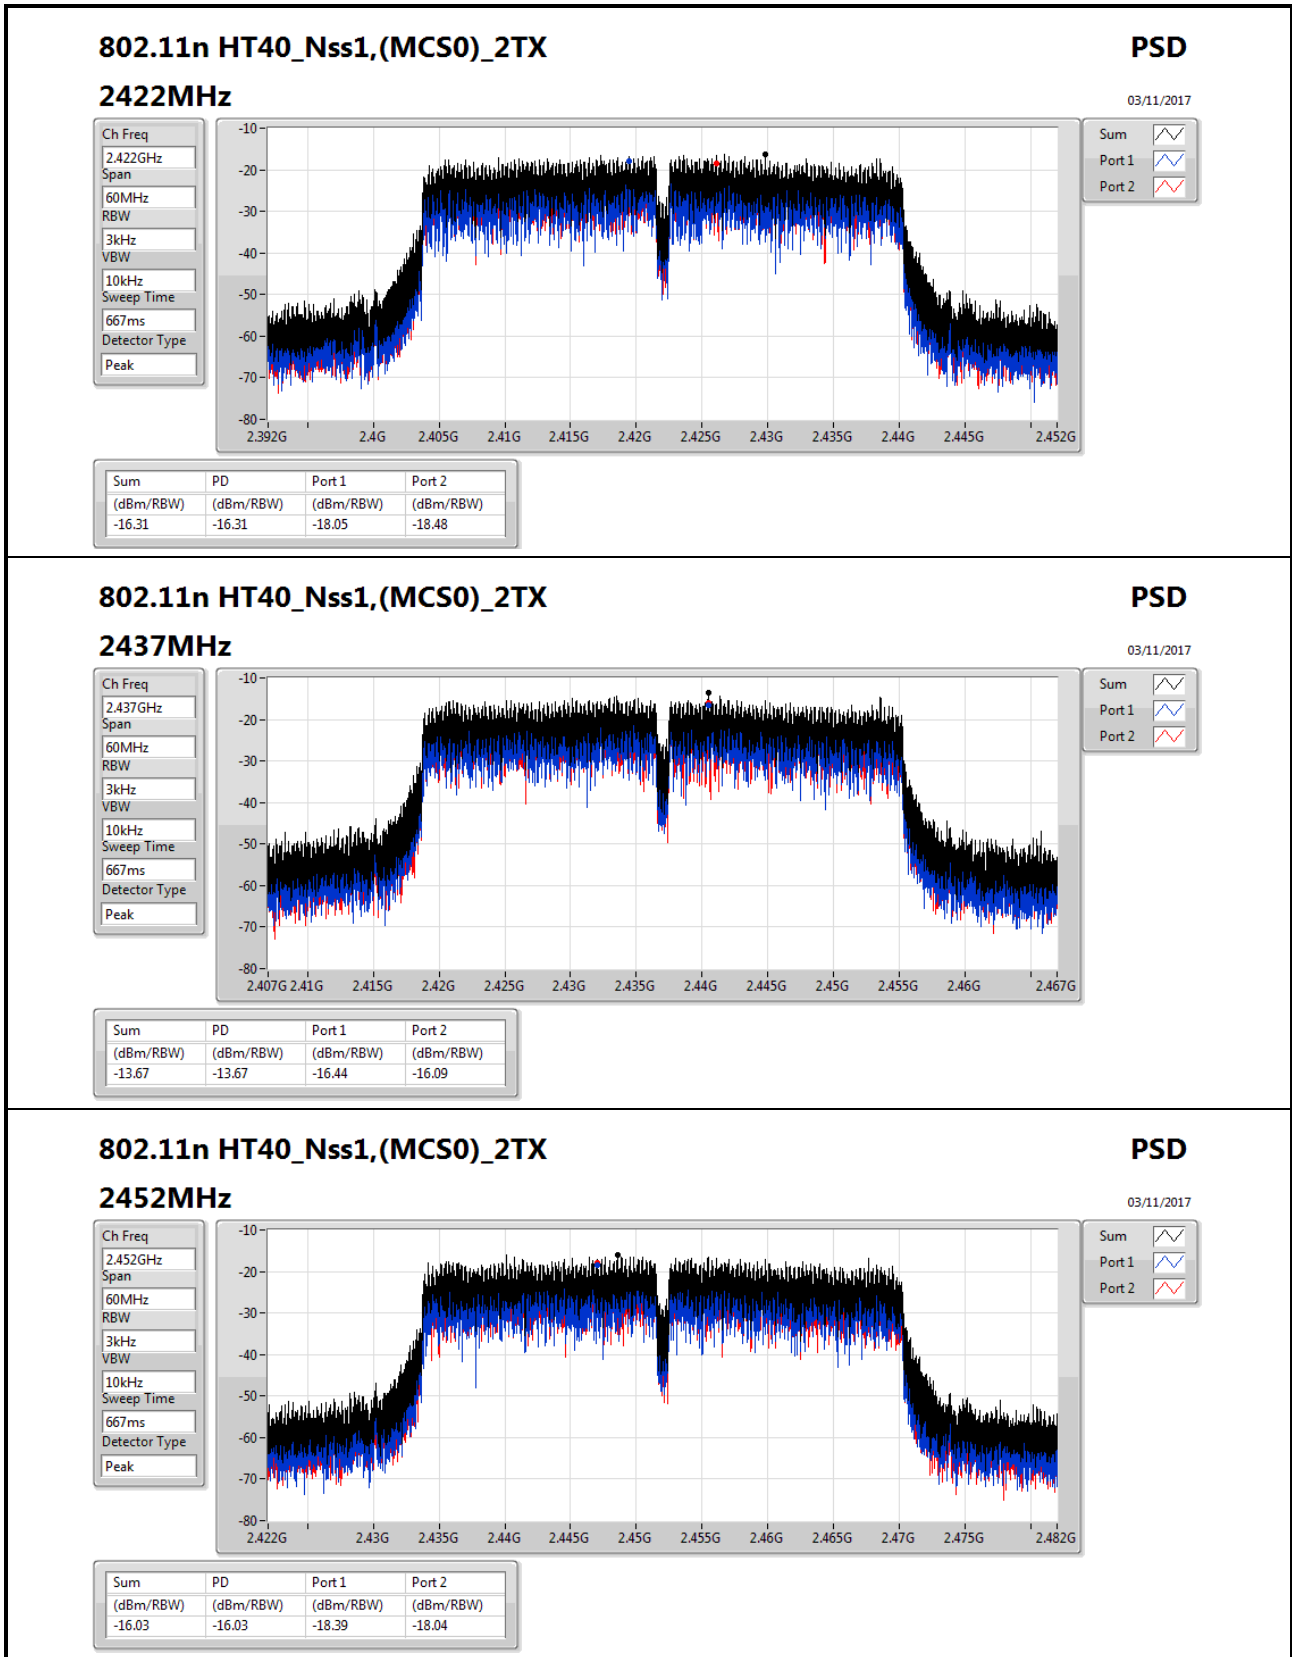 802.11n HT40_Nss1,(MCS0)_2TX PSD
2422MHz 03/11/2017
Ch Freq
2.422GHz
Span
60MHz
RBW
3kHz
VBW
10kHz
Sweep Time
667ms
Detector Type
Peak
-10
-20
-30
-40
-50
-60
-70
-80
2.392G 2.4G 2.405G 2.41G 2.415G 2.42G 2.425G 2.43G 2.435G 2.44G 2.445G 2.452G
Sum
Port 1
Port 2
Sum PD Port 1 Port 2
(dBm/RBW) (dBm/RBW) (dBm/RBW) (dBm/RBW)
-16.31 -16.31 -18.05 -18.48
802.11n HT40_Nss1,(MCS0)_2TX PSD
2437MHz 03/11/2017
Ch Freq
2.437GHz
Span
60MHz
RBW
3kHz
VBW
10kHz
Sweep Time
667ms
Detector Type
Peak
-10
-20
-30
-40
-50
-60
-70
-80
2.407G 2.41G 2.415G 2.42G 2.425G 2.43G 2.435G 2.44G 2.445G 2.45G 2.455G 2.46G 2.467G
Sum
Port 1
Port 2
Sum PD Port 1 Port 2
(dBm/RBW) (dBm/RBW) (dBm/RBW) (dBm/RBW)
-13.67 -13.67 -16.44 -16.09
802.11n HT40_Nss1,(MCS0)_2TX PSD
2452MHz 03/11/2017
Ch Freq
2.452GHz
Span
60MHz
RBW
3kHz
VBW
10kHz
Sweep Time
667ms
Detector Type
Peak
-10
-20
-30
-40
-50
-60
-70
-80
2.422G 2.43G 2.435G 2.44G 2.445G 2.45G 2.455G 2.46G 2.465G 2.47G 2.475G 2.482G
Sum
Port 1
Port 2
Sum PD Port 1 Port 2
(dBm/RBW) (dBm/RBW) (dBm/RBW) (dBm/RBW)
-16.03 -16.03 -18.39 -18.04